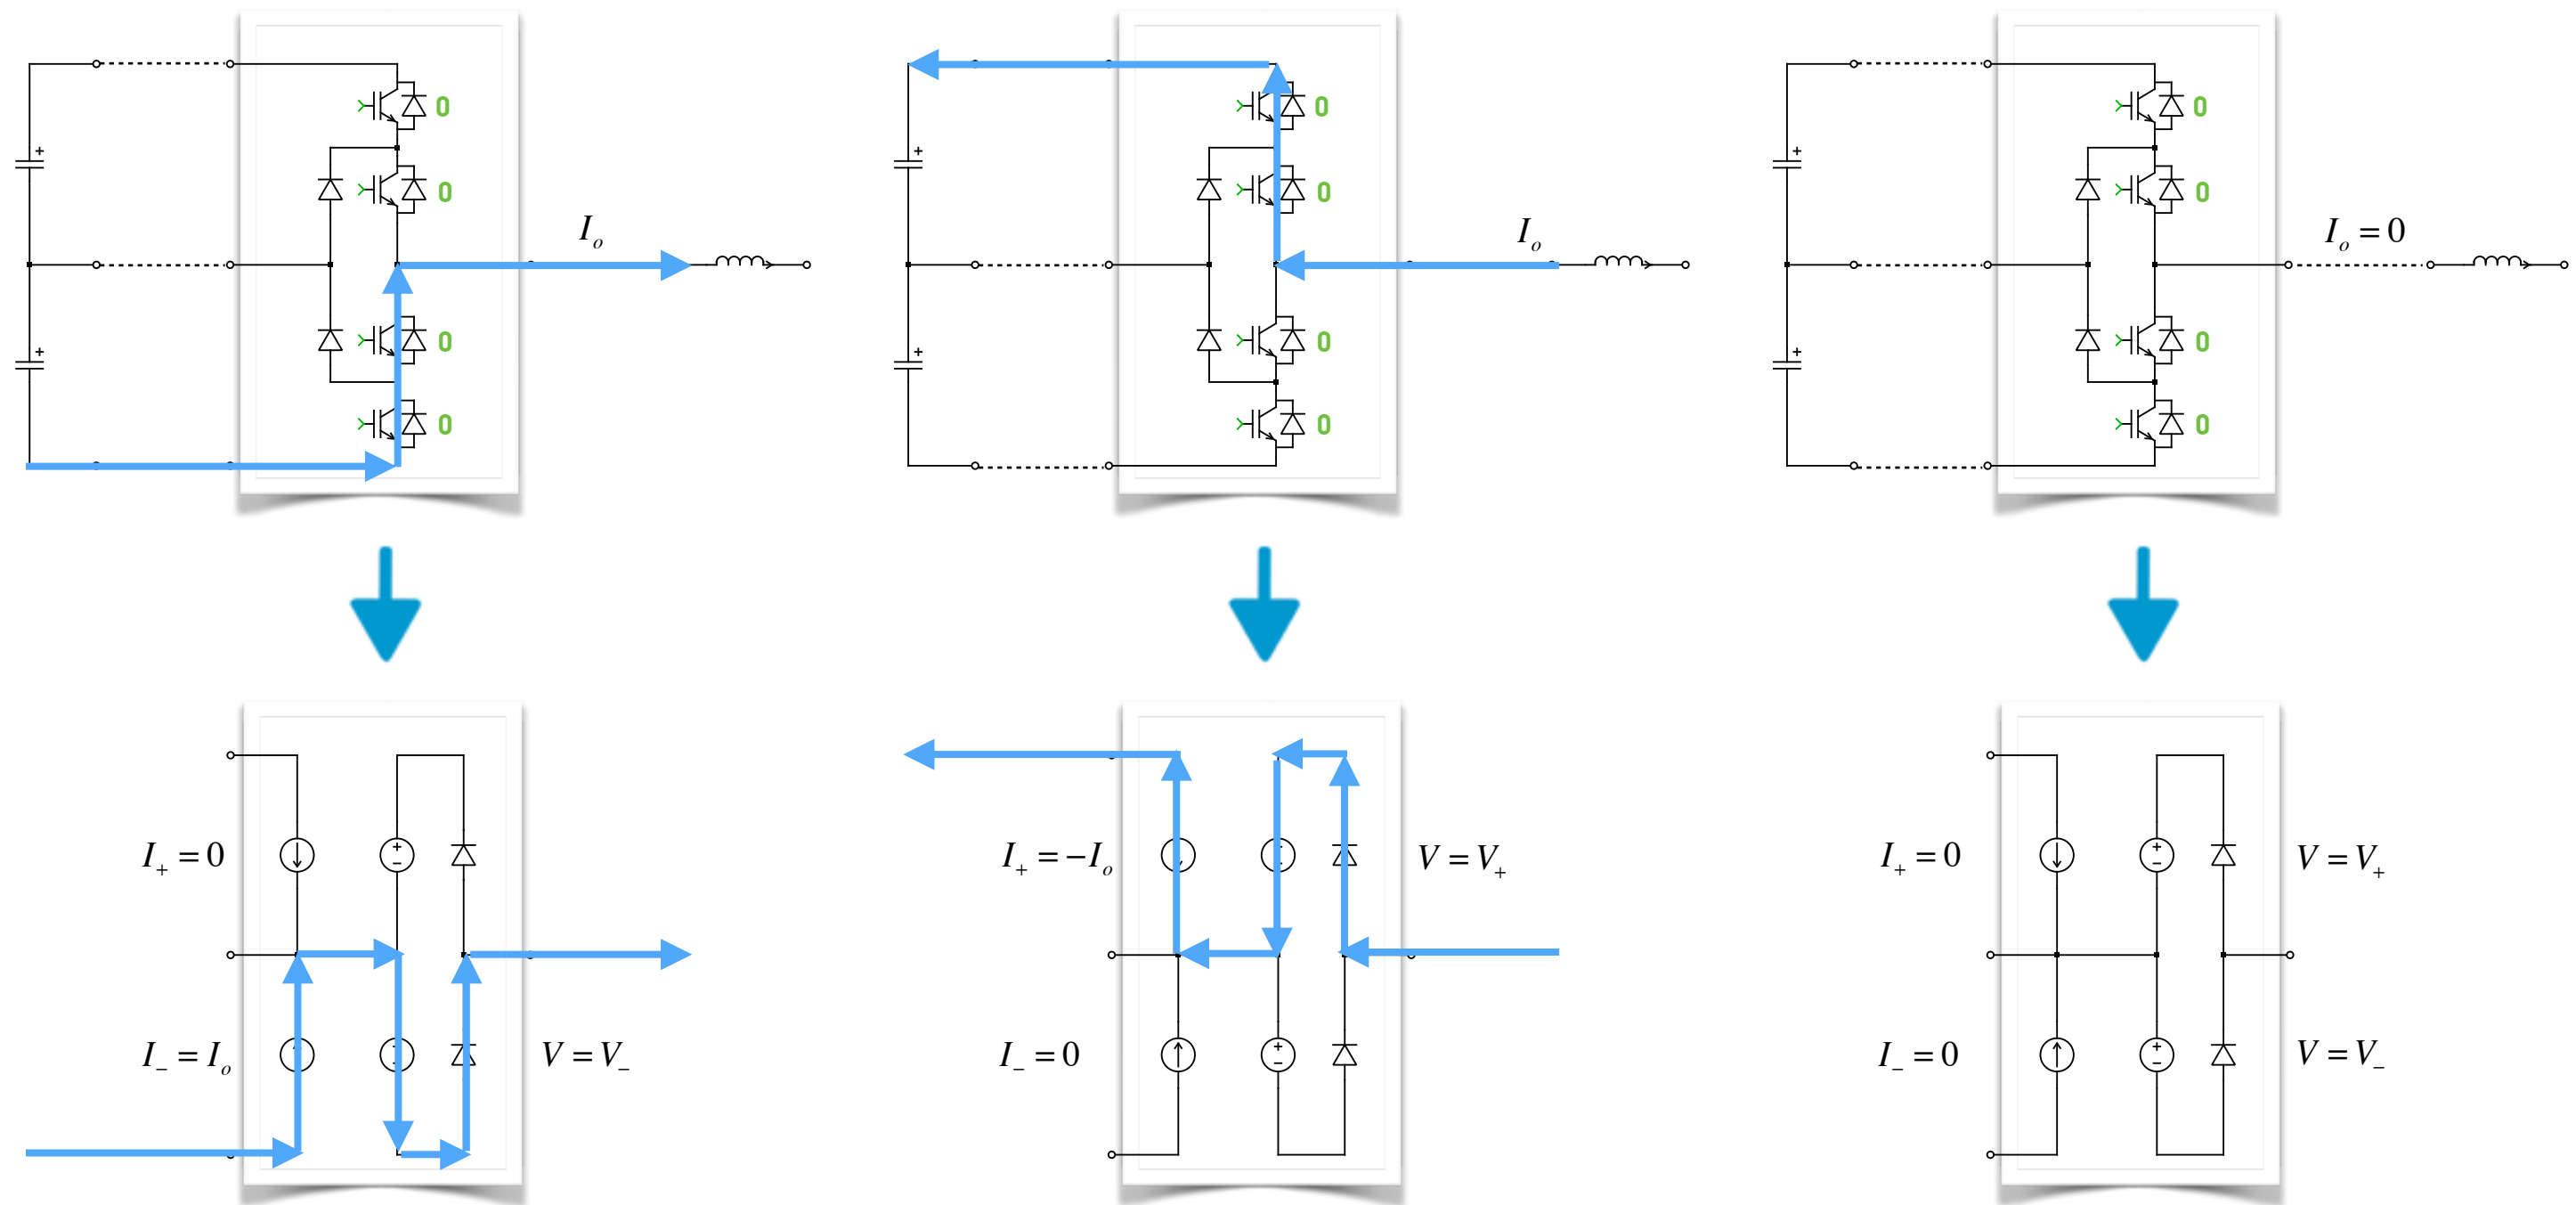 +
0
0
I_o
+
0
0
+
0
0
I_o
+
0
0
+
0
0
I_o = 0
+
0
0
I_+ = 0
+
−
I_− = I_o
V = V_−
I_+ = −I_o
V = V_+
I_− = 0
+
−
I_+ = 0
+
−
V = V_+
I_− = 0
+
−
V = V_−